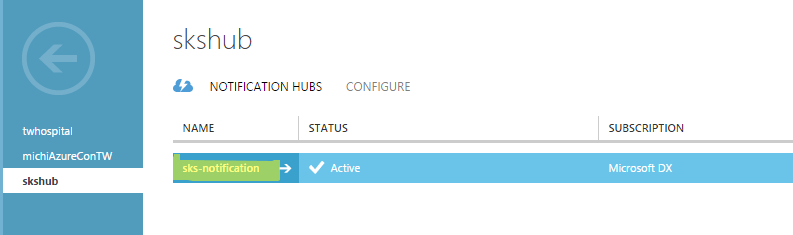 skshub
NOTIFICATION HUBS CONFIGURE
twhospital
michiAzureConTW
skshub
NAME STATUS SUBSCRIPTION
sks-notification Active Microsoft DX